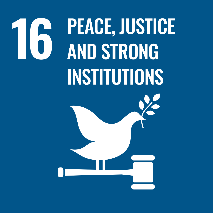 16 PEACE, JUSTICE
AND STRONG
INSTITUTIONS